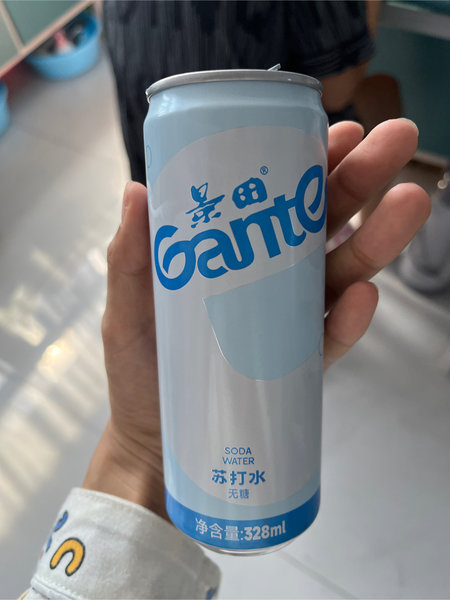 景田®
Gante
SODA
WATER
苏打水
无糖
净含量:328ml